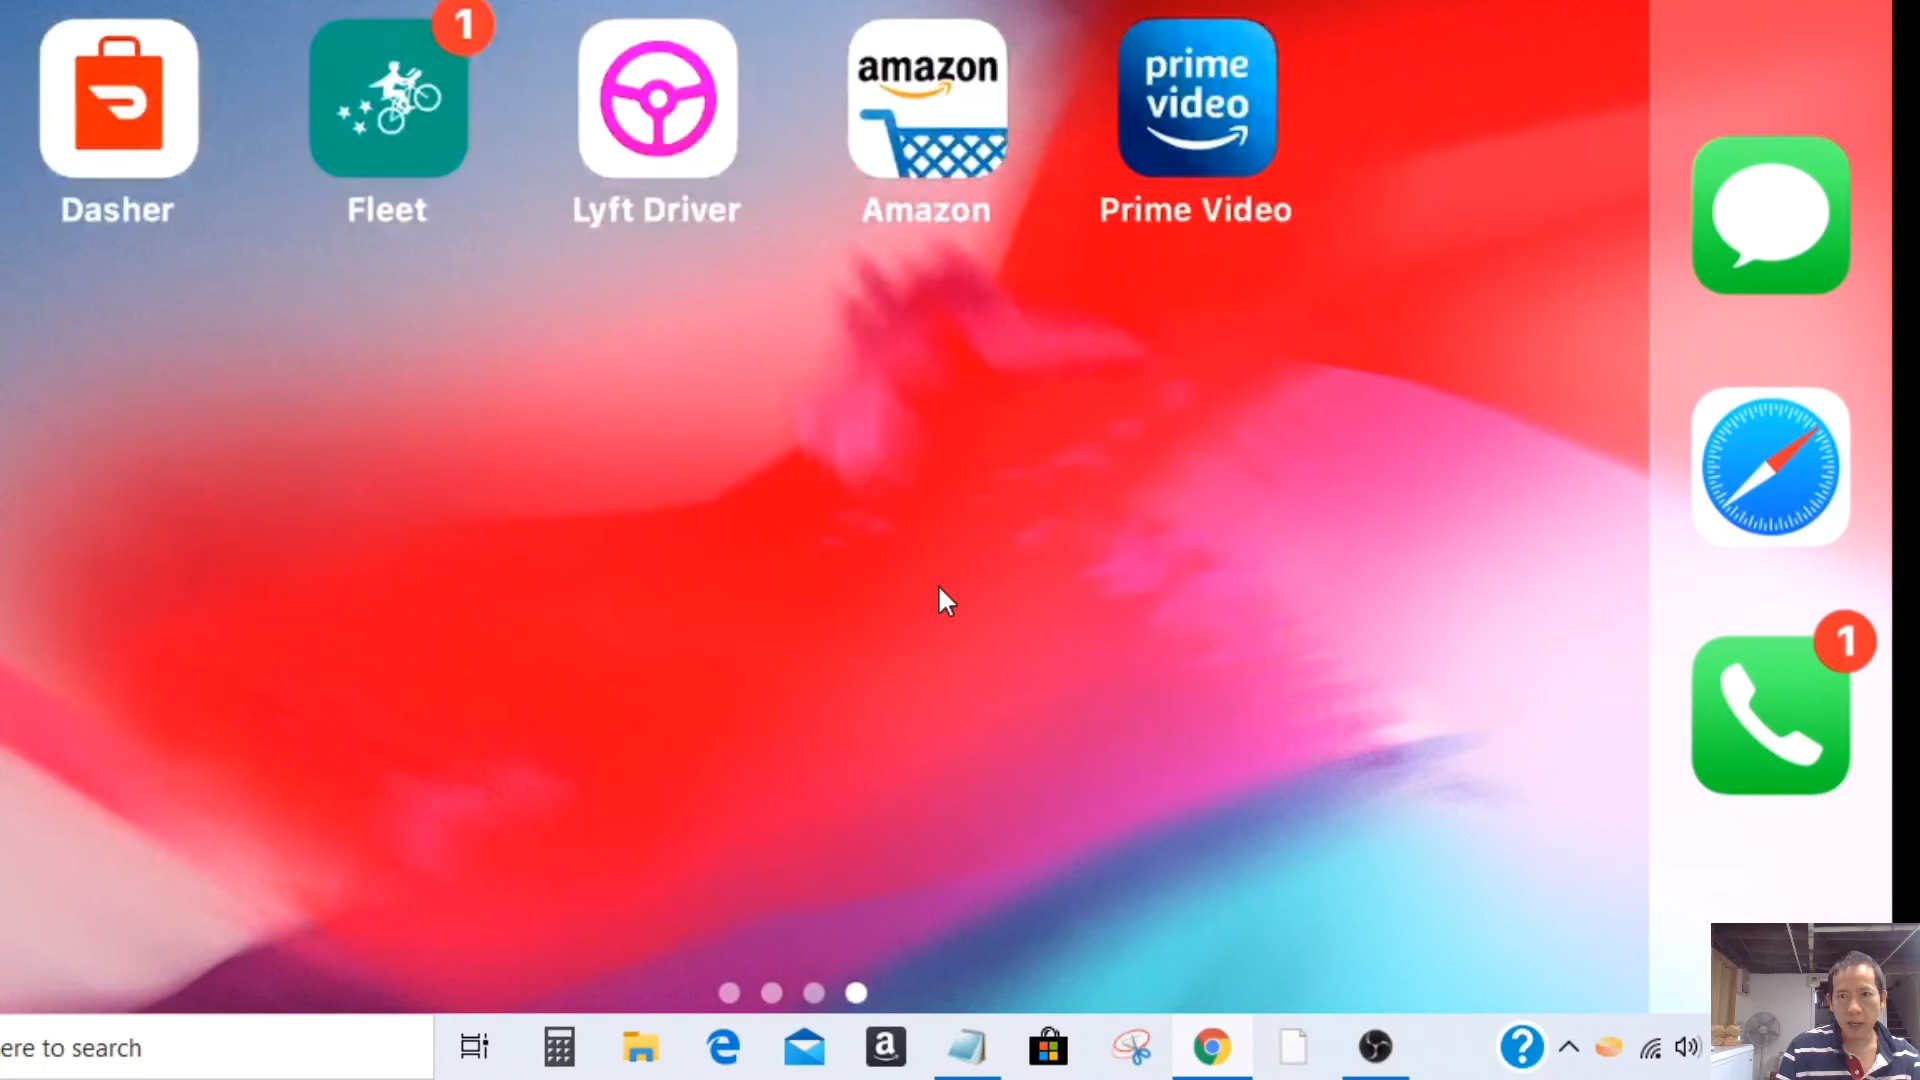 1
amazon
prime
video
Dasher
Fleet
Lyft Driver
Amazon
Prime Video
1
ere to search
a
?